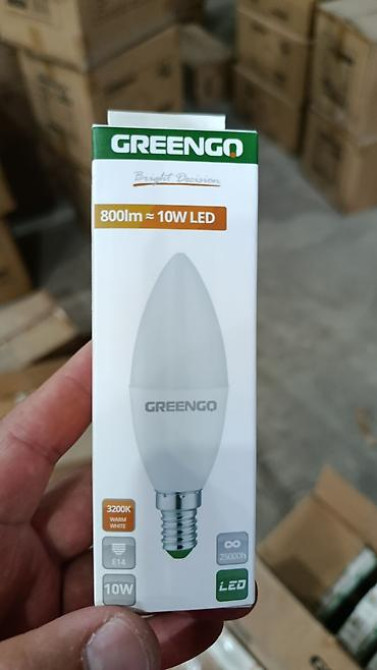 GREENGO
Bright Decision
800lm ≈ 10W LED
GREENGO
3200K
WARM
WHITE
E14
25000h
10W
LED